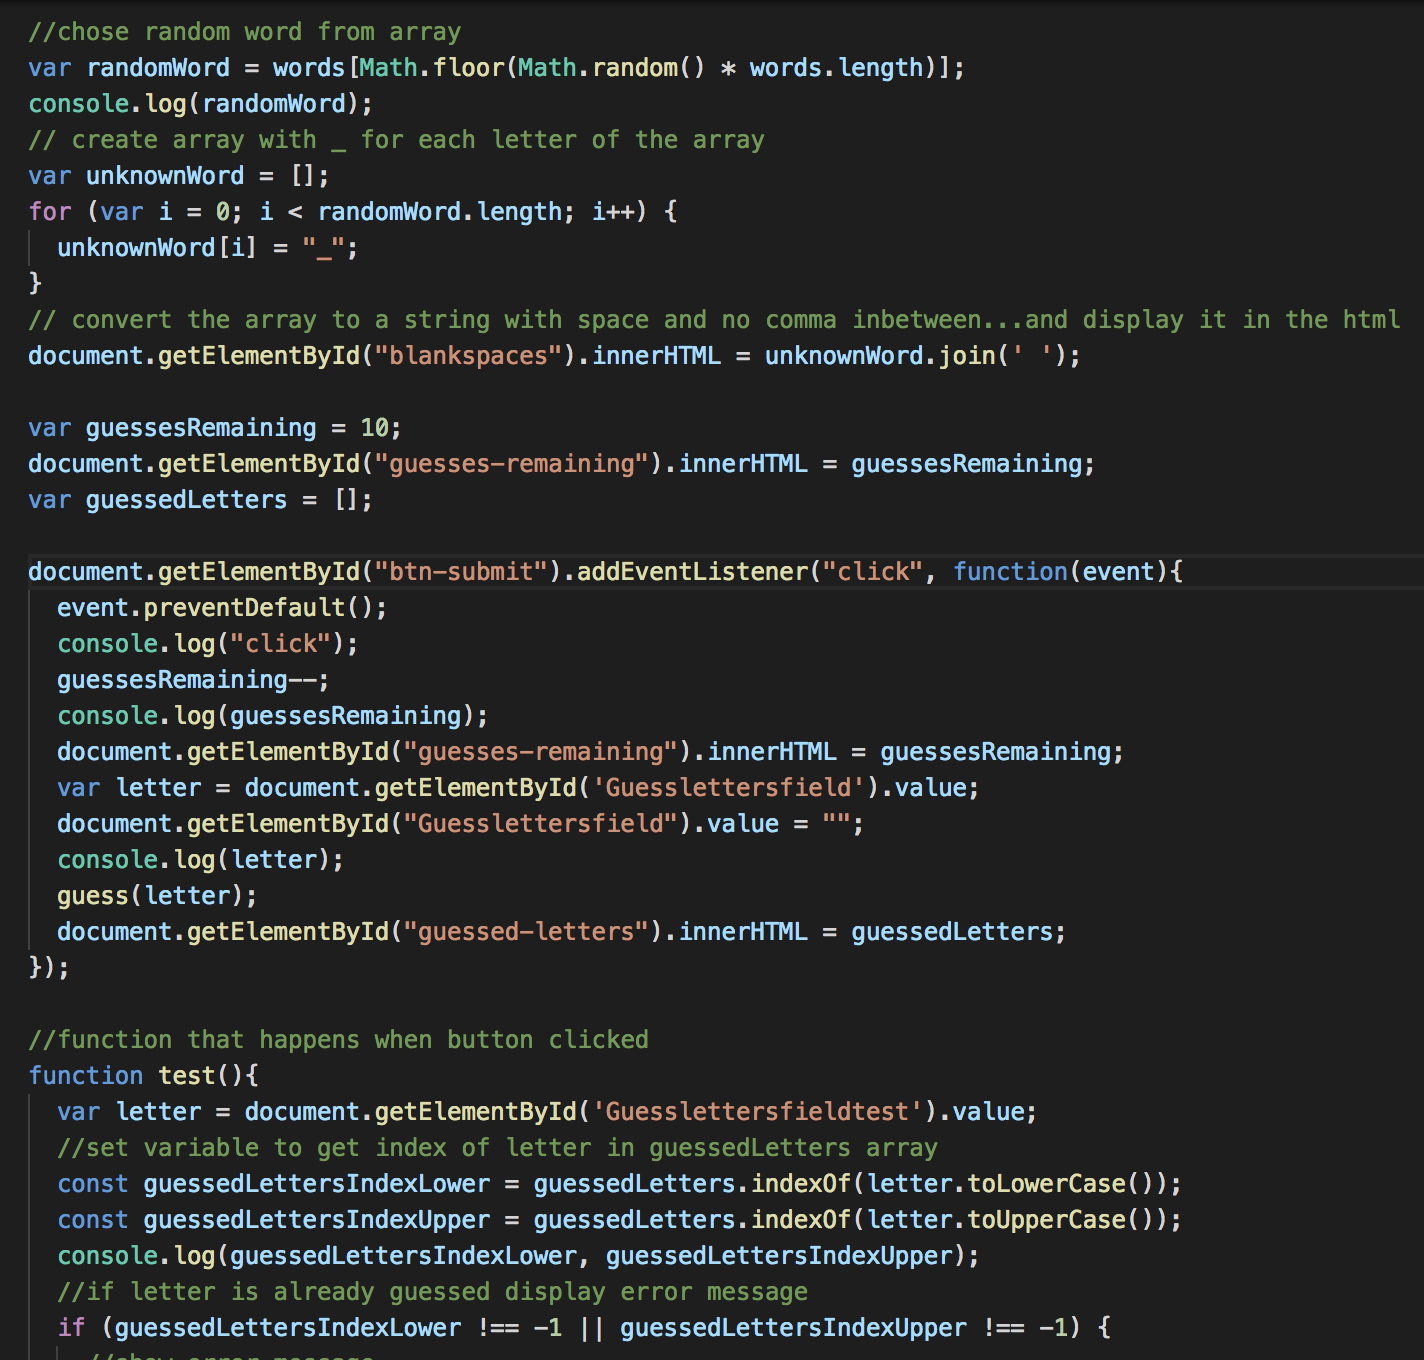 //chose random word from array
var randomWord = words[Math.floor(Math.random() * words.length)];
console.log(randomWord);
// create array with _ for each letter of the array
var unknownWord = [];
for (var i = 0; i < randomWord.length; i++) {
  unknownWord[i] = "_";
}
// convert the array to a string with space and no comma inbetween...and display it in the html
document.getElementById("blankspaces").innerHTML = unknownWord.join(' ');
var guessesRemaining = 10;
document.getElementById("guesses-remaining").innerHTML = guessesRemaining;
var guessedLetters = [];
document.getElementById("btn-submit").addEventListener("click", function(event){
  event.preventDefault();
  console.log("click");
  guessesRemaining--;
  console.log(guessesRemaining);
  document.getElementById("guesses-remaining").innerHTML = guessesRemaining;
  var letter = document.getElementById('Guesslettersfield').value;
  document.getElementById("Guesslettersfield").value = "";
  console.log(letter);
  guess(letter);
  document.getElementById("guessed-letters").innerHTML = guessedLetters;
});
//function that happens when button clicked
function test(){
  var letter = document.getElementById('Guesslettersfieldtest').value;
  //set variable to get index of letter in guessedLetters array
  const guessedLettersIndexLower = guessedLetters.indexOf(letter.toLowerCase());
  const guessedLettersIndexUpper = guessedLetters.indexOf(letter.toUpperCase());
  console.log(guessedLettersIndexLower, guessedLettersIndexUpper);
  //if letter is already guessed display error message
  if (guessedLettersIndexLower !== -1 || guessedLettersIndexUpper !== -1) {
    //show error message